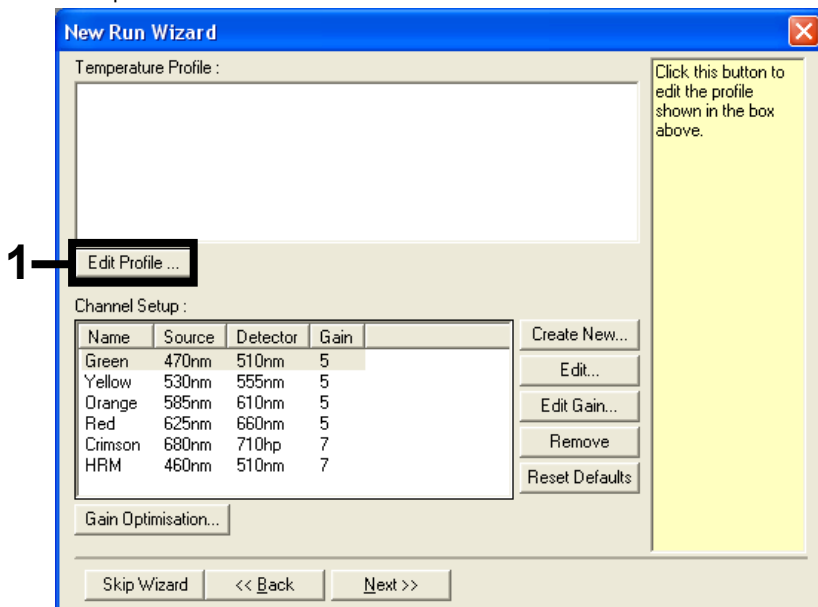 New Run Wizard
Temperature Profile :
Click this button to
edit the profile
shown in the box
above.
1
Edit Profile ...
Channel Setup :
Name Source Detector Gain
Green 470nm 510nm 5
Yellow 530nm 555nm 5
Orange 585nm 610nm 5
Red 625nm 660nm 5
Crimson 680nm 710hp 7
HRM 460nm 510nm 7
Create New...
Edit...
Edit Gain...
Remove
Reset Defaults
Gain Optimisation...
Skip Wizard << Back Next >>